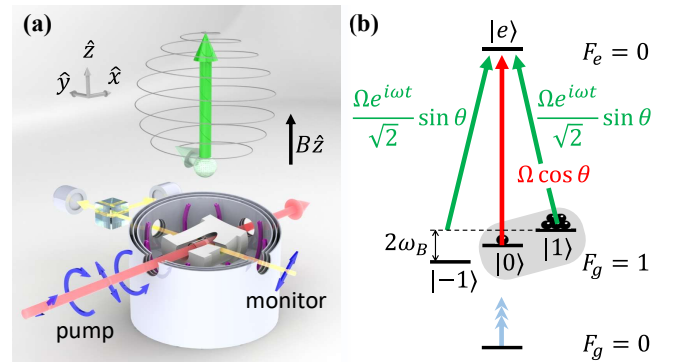 (a)
ẑ
ŷ
x̂
Bẑ
pump
monitor
(b)
|e⟩
F_e = 0
Ωe^{iωt}/√2 sin θ
Ωe^{iωt}/√2 sin θ
Ω cos θ
2ω_B
|−1⟩
|0⟩
|1⟩
F_g = 1
F_g = 0